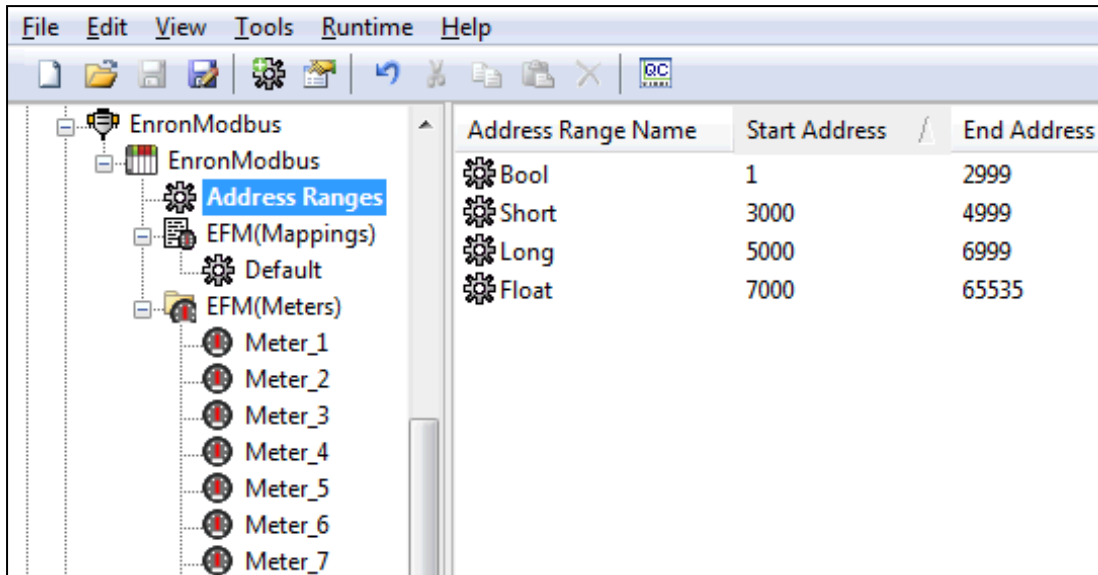 File Edit View Tools Runtime Help
QC
EnronModbus
EnronModbus
Address Ranges
EFM(Mappings)
Default
EFM(Meters)
Meter_1
Meter_2
Meter_3
Meter_4
Meter_5
Meter_6
Meter_7
Address Range Name Start Address End Address
Bool 1 2999
Short 3000 4999
Long 5000 6999
Float 7000 65535